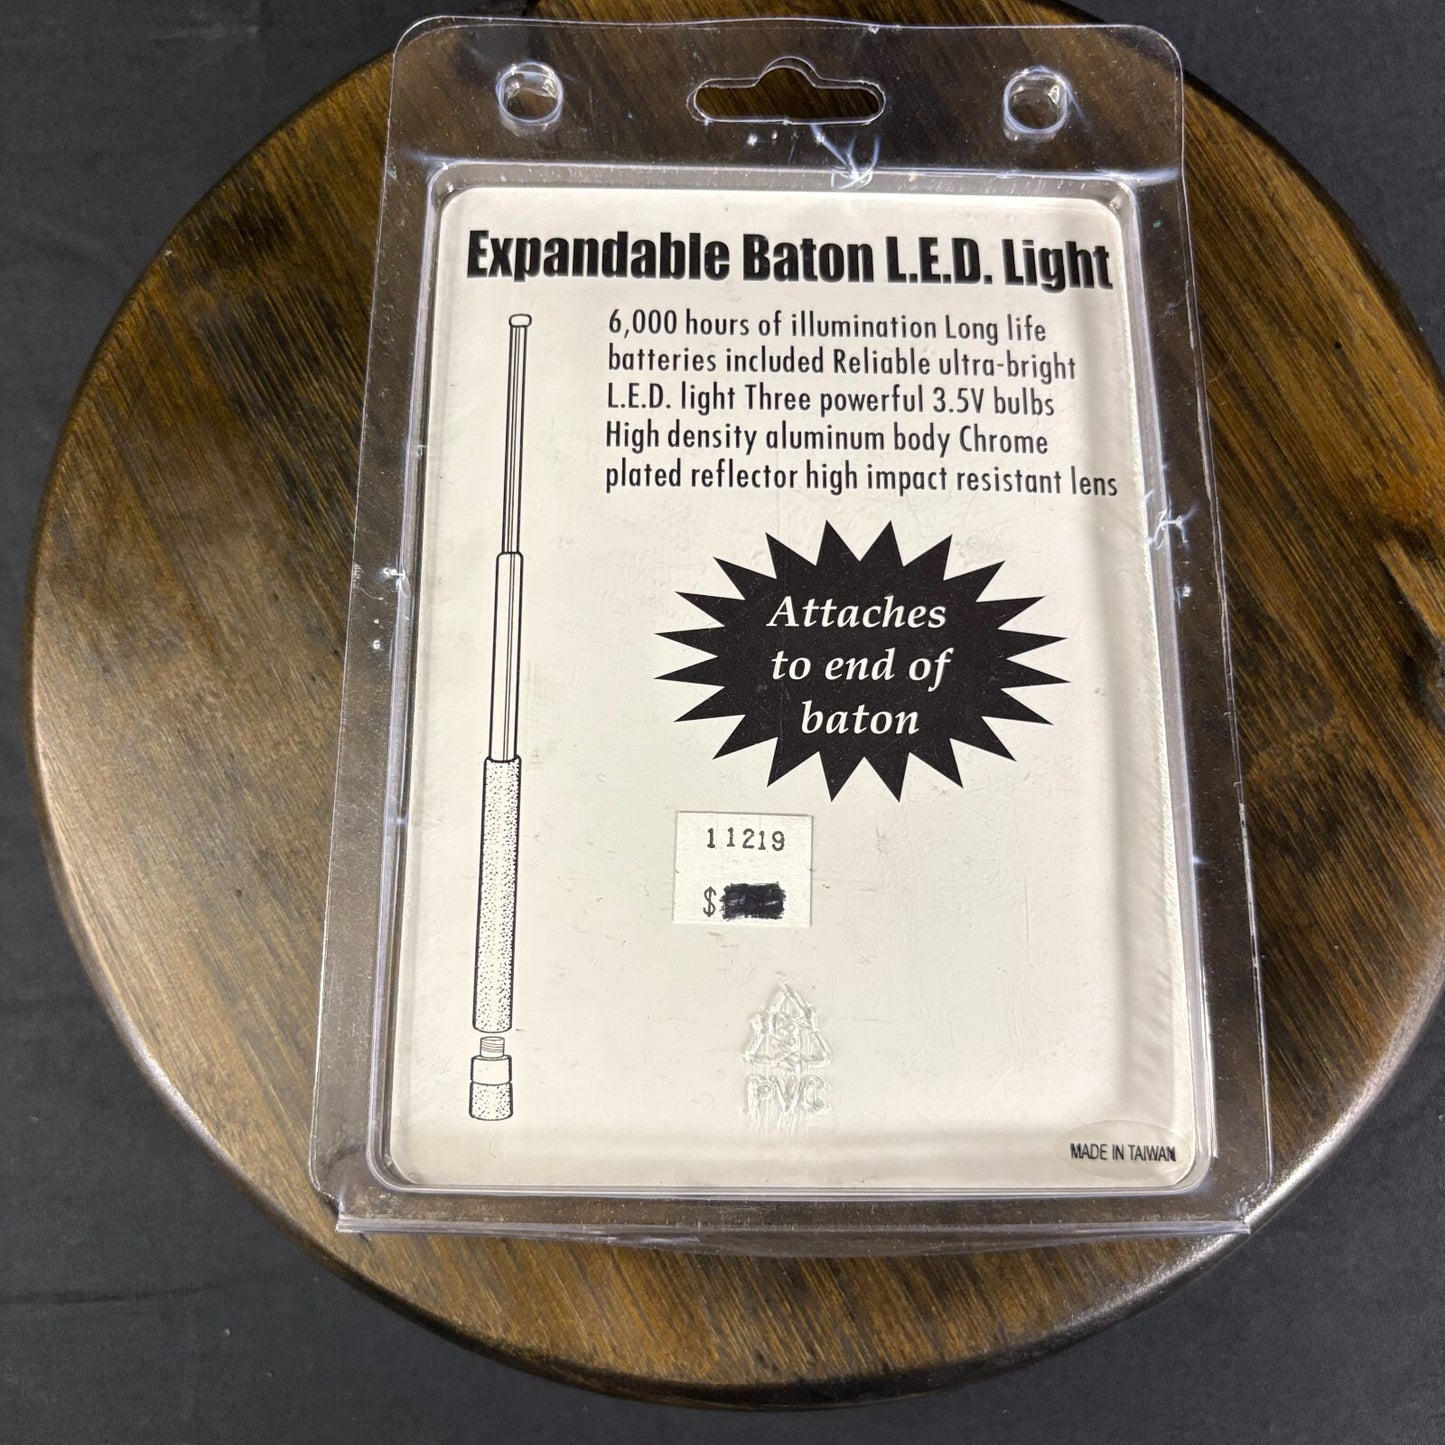 Expandable Baton L.E.D. Light
6,000 hours of illumination Long life
batteries included Reliable ultra-bright
L.E.D. light Three powerful 3.5V bulbs
High density aluminum body Chrome
plated reflector high impact resistant lens
Attaches
to end of
baton
11219
$
3
PVC
MADE IN TAIWAN